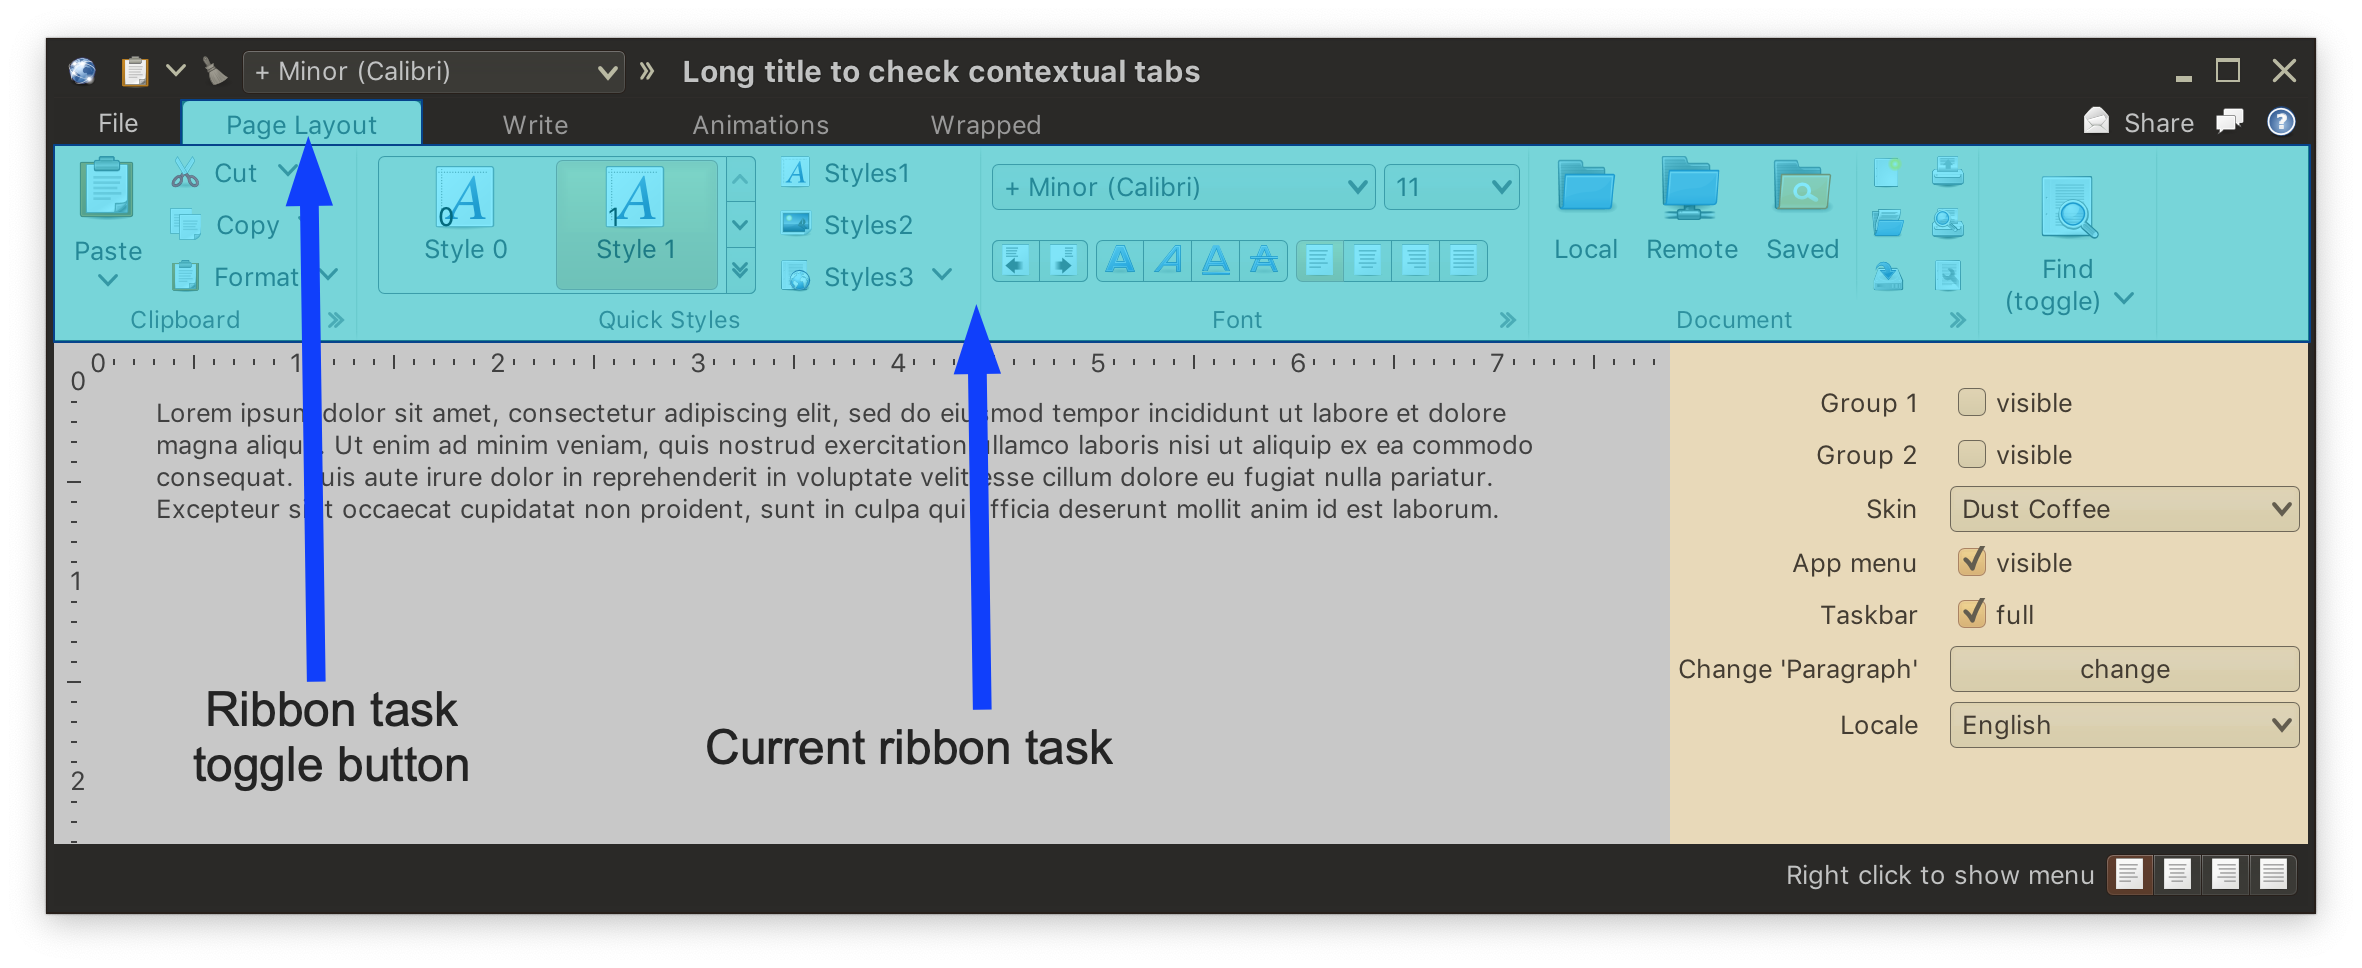 + Minor (Calibri) » Long title to check contextual tabs
File Page Layout Write Animations Wrapped Share
Paste
Cut
Copy
Format
Clipboard
0 Style 0
1 Style 1
Styles1
Styles2
Styles3
Quick Styles
+ Minor (Calibri) 11
A A A A
Font
Local Remote Saved
Document
Find
(toggle)
0 1 2 3 4 5 6 7
0
1
2
Lorem ipsum dolor sit amet, consectetur adipiscing elit, sed do eiusmod tempor incididunt ut labore et dolore
magna aliqua. Ut enim ad minim veniam, quis nostrud exercitation ullamco laboris nisi ut aliquip ex ea commodo
consequat. Duis aute irure dolor in reprehenderit in voluptate velit esse cillum dolore eu fugiat nulla pariatur.
Excepteur sint occaecat cupidatat non proident, sunt in culpa qui officia deserunt mollit anim id est laborum.
Ribbon task
toggle button
Current ribbon task
Group 1 visible
Group 2 visible
Skin Dust Coffee
App menu visible
Taskbar full
Change 'Paragraph' change
Locale English
Right click to show menu